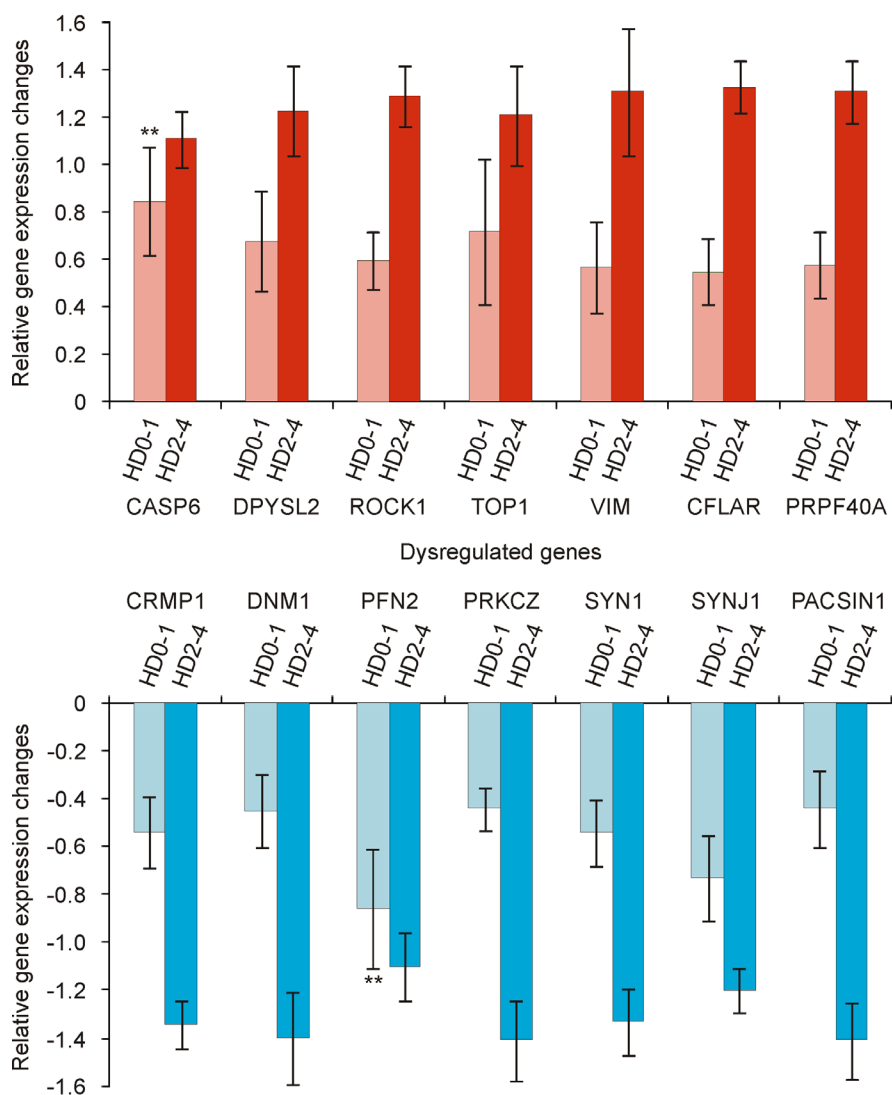 Relative gene expression changes
1.6
1.4
1.2
1.0
0.8
0.6
0.4
0.2
0
**
HD0-1 HD2-4 HD0-1 HD2-4 HD0-1 HD2-4 HD0-1 HD2-4 HD0-1 HD2-4 HD0-1 HD2-4 HD0-1 HD2-4
CASP6 DPYSL2 ROCK1 TOP1 VIM CFLAR PRPF40A
Dysregulated genes
CRMP1 DNM1 PFN2 PRKCZ SYN1 SYNJ1 PACSIN1
HD0-1 HD2-4 HD0-1 HD2-4 HD0-1 HD2-4 HD0-1 HD2-4 HD0-1 HD2-4 HD0-1 HD2-4 HD0-1 HD2-4
Relative gene expression changes
0
-0.2
-0.4
-0.6
-0.8
-1.0
-1.2
-1.4
-1.6
**